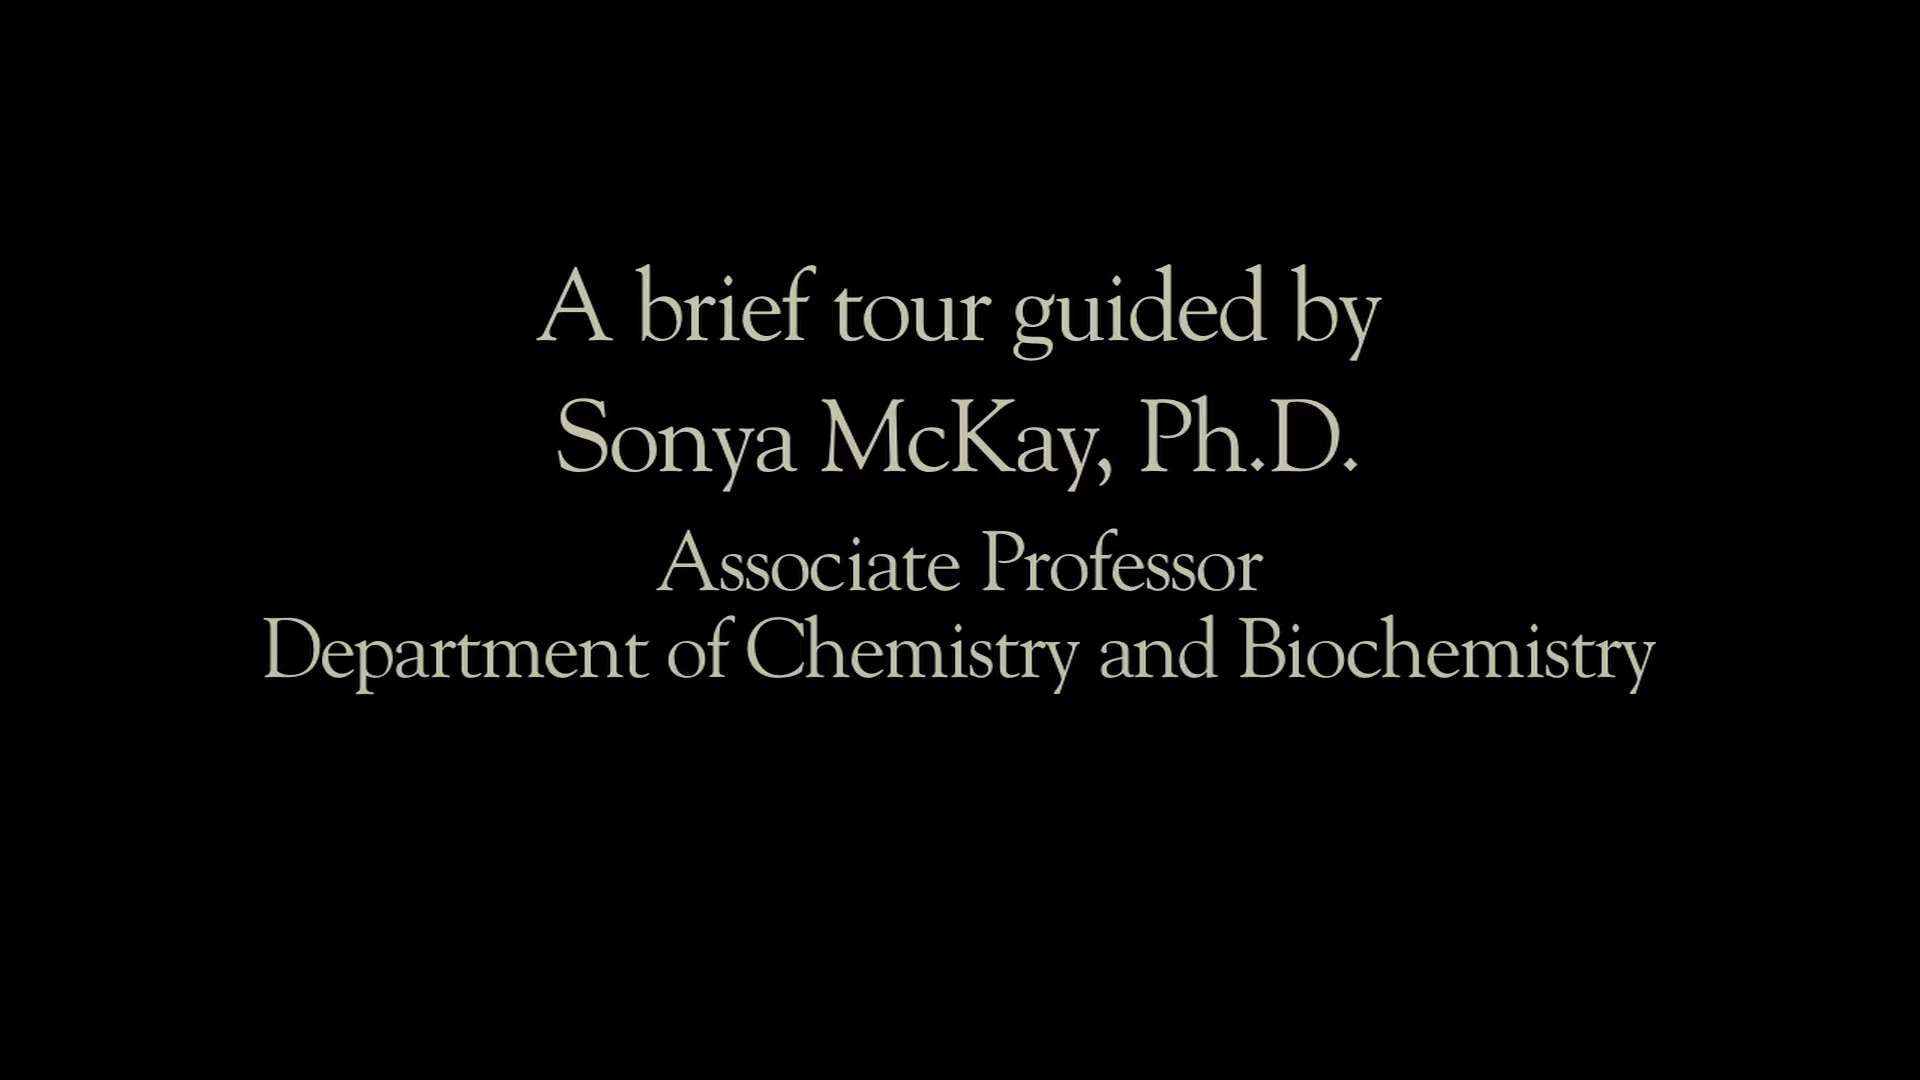 A brief tour guided by
Sonya McKay, Ph.D.
Associate Professor
Department of Chemistry and Biochemistry